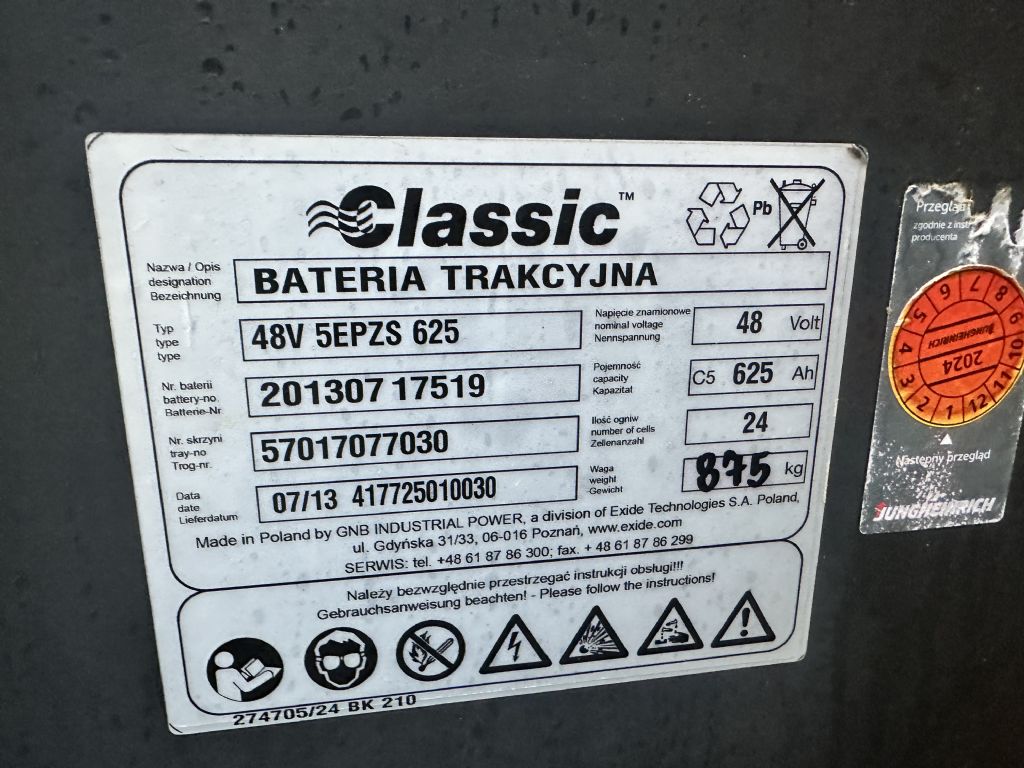 Classic™
Pb
Nazwa / Opis
designation
Bezeichnung
BATERIA TRAKCYJNA
Typ
type
type
48V 5EPZS 625
Napięcie znamionowe
nominal voltage
Nennspannung
48 Volt
Nr. baterii
battery-no.
Batterie-Nr.
201307 17519
Pojemność
capacity
Kapazität
C5 625 Ah
Nr. skrzyni
tray-no
Trog-nr.
57017077030
Ilość ogniw
number of cells
Zellenanzahl
24
Data
date
Lieferdatum
07/13 417725010030
Waga
weight
Gewicht
875 kg
Made in Poland by GNB INDUSTRIAL POWER, a division of Exide Technologies S.A. Poland,
ul. Gdyńska 31/33, 06-016 Poznań, www.exide.com
SERWIS: tel. +48 61 87 86 300; fax. + 48 61 87 86 299
Należy bezwzględnie przestrzegać instrukcji obsługi!!!
Gebrauchsanweisung beachten! - Please follow the instructions!
274705/24 BK 210
Przegląd
zgodnie z instr
producenta
1 2 3 4 5 6 7 8 9 10 11 12
JUNGHEINRICH
2024
Następny przegląd
JUNGHEINRICH